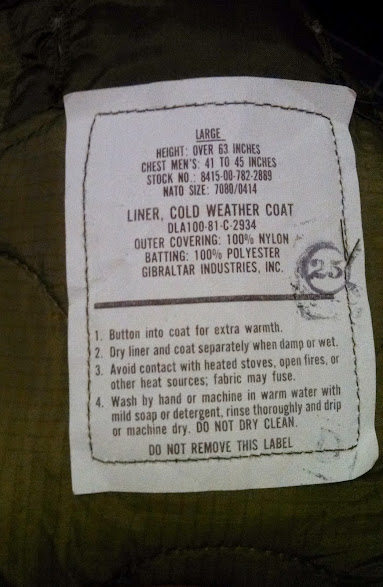 LARGE
HEIGHT: OVER 63 INCHES
CHEST MEN'S: 41 TO 45 INCHES
STOCK NO.: 8415-00-782-2889
NATO SIZE: 7080/0414
LINER, COLD WEATHER COAT
DLA100-81-C-2934
OUTER COVERING: 100% NYLON
BATTING: 100% POLYESTER
GIBRALTAR INDUSTRIES, INC.
23
1. Button into coat for extra warmth.
2. Dry liner and coat separately when damp or wet.
3. Avoid contact with heated stoves, open fires, or
other heat sources; fabric may fuse.
4. Wash by hand or machine in warm water with
mild soap or detergent, rinse thoroughly and drip
or machine dry. DO NOT DRY CLEAN.
DO NOT REMOVE THIS LABEL